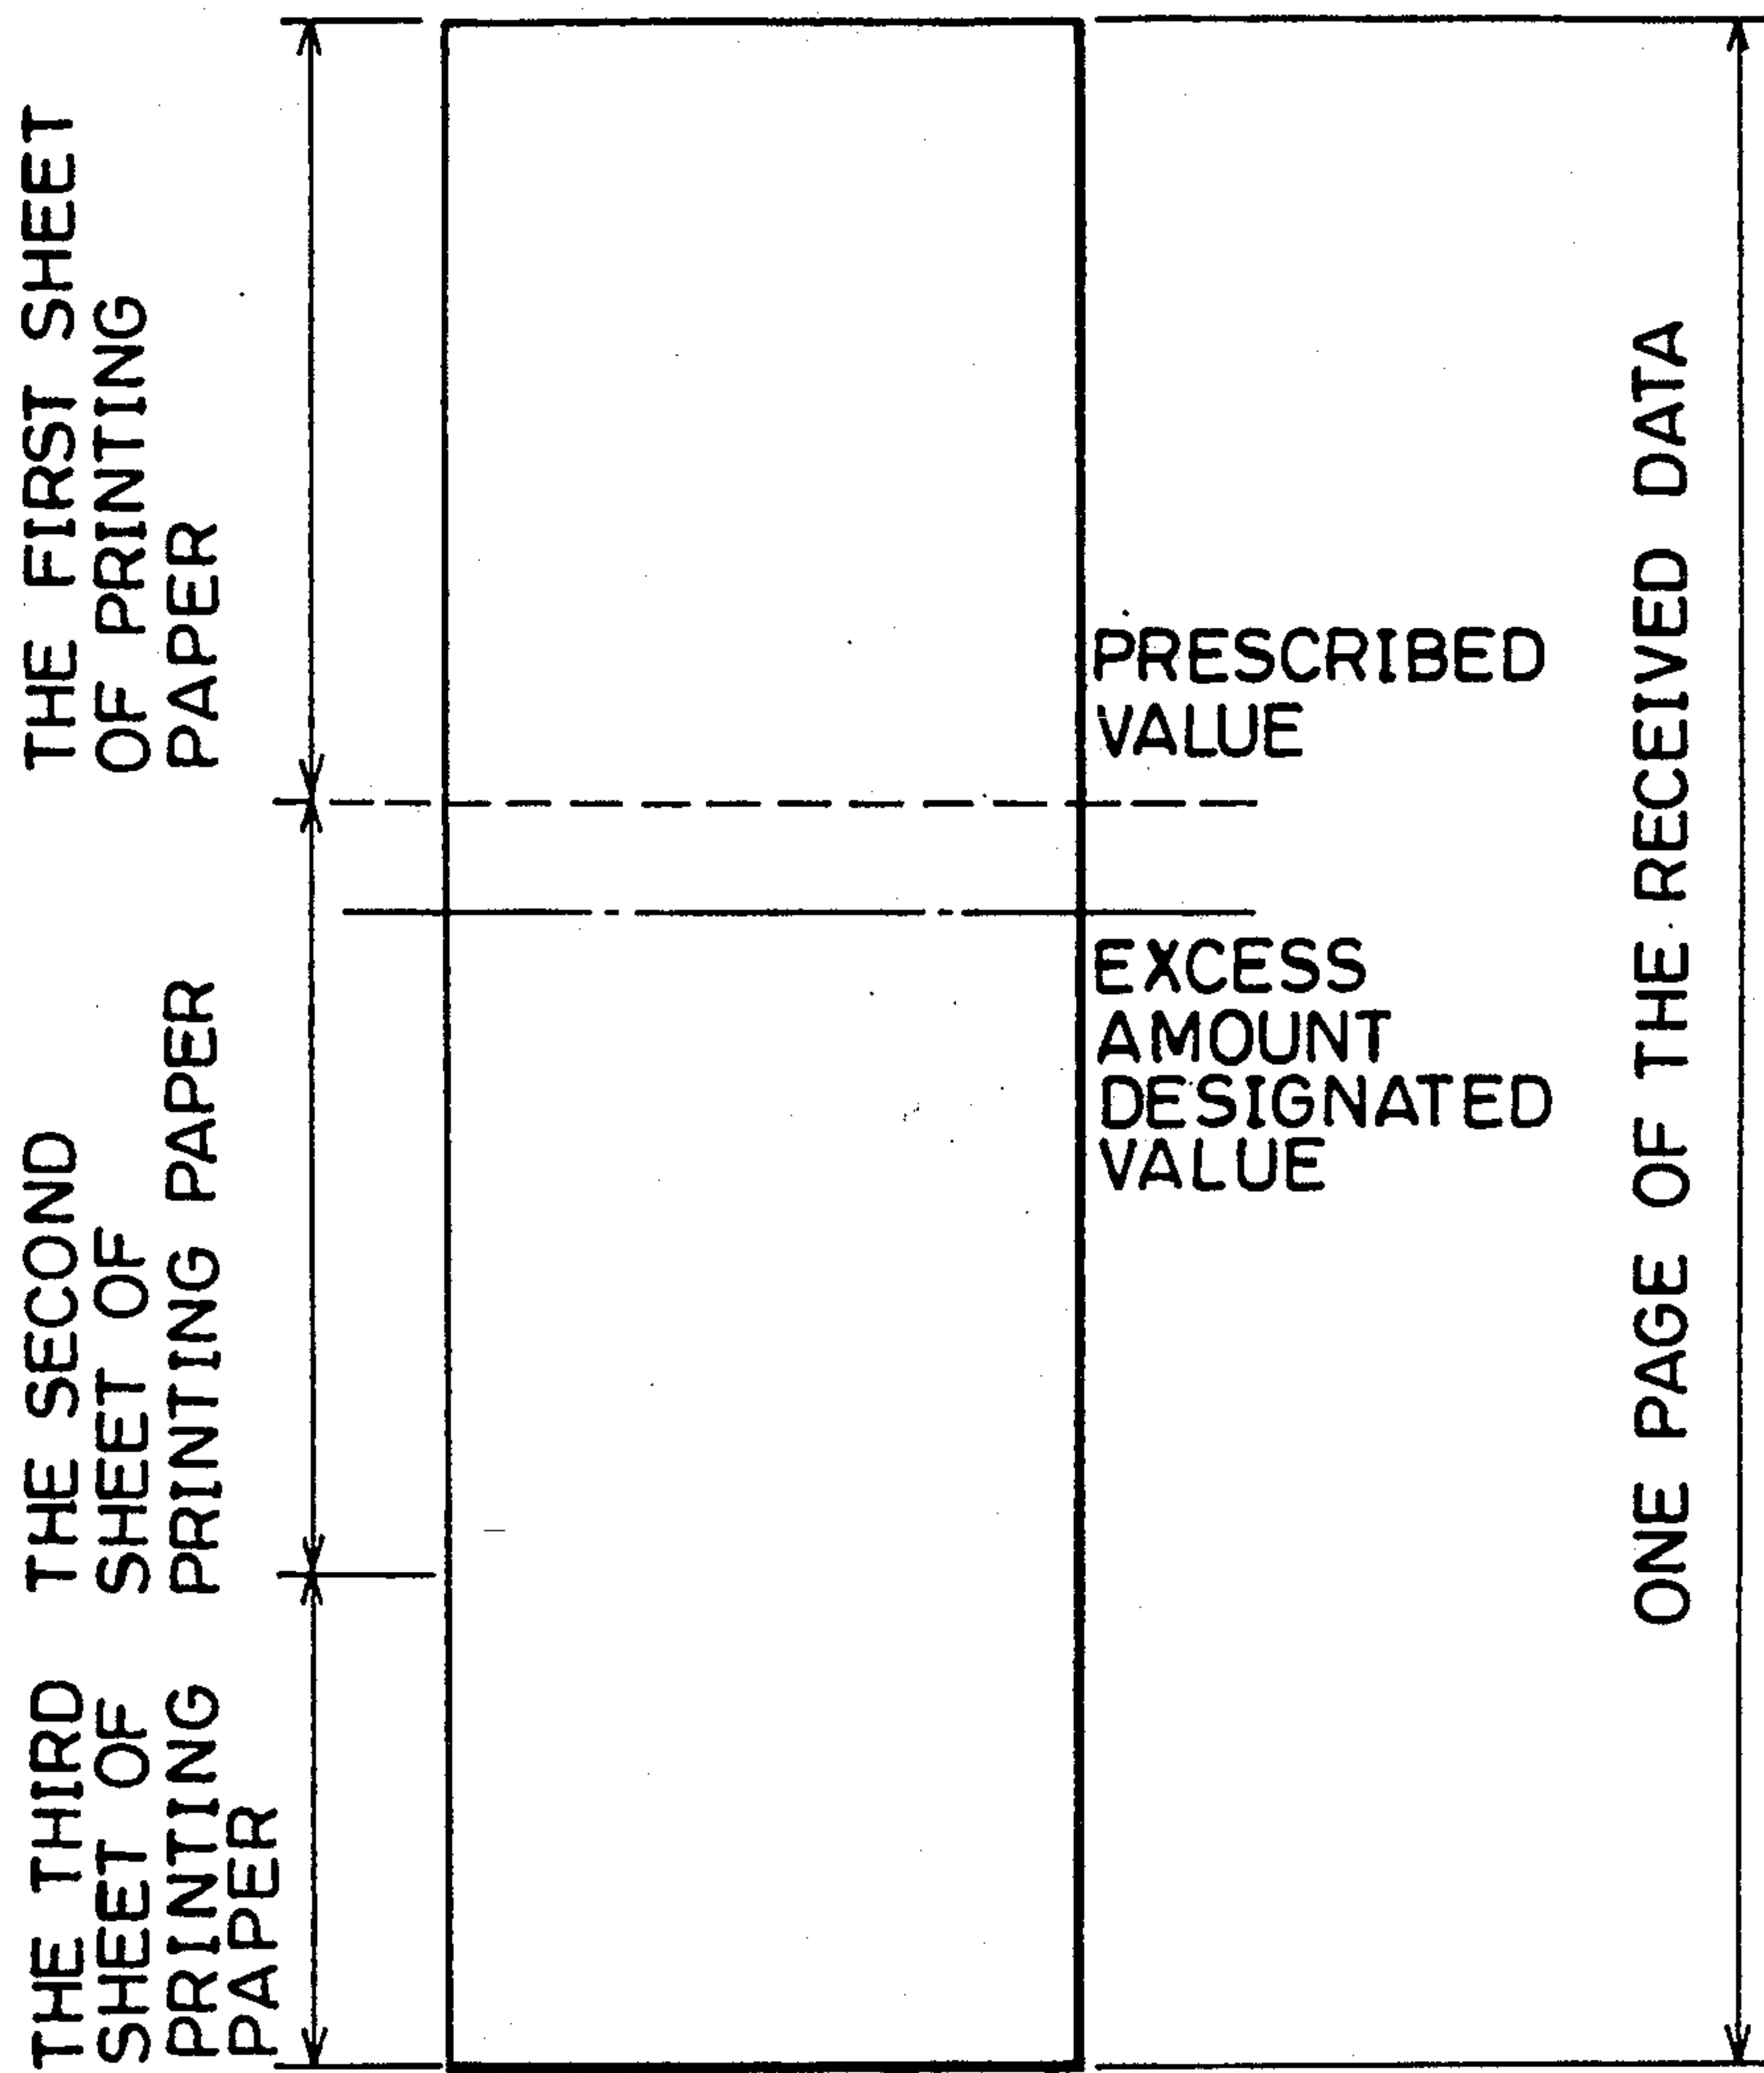 THE FIRST SHEET
OF PRINTING
PAPER
THE SECOND
SHEET OF
PRINTING PAPER
THE THIRD
SHEET OF
PRINTING
PAPER
PRESCRIBED
VALUE
EXCESS
AMOUNT
DESIGNATED
VALUE
ONE PAGE OF THE RECEIVED DATA